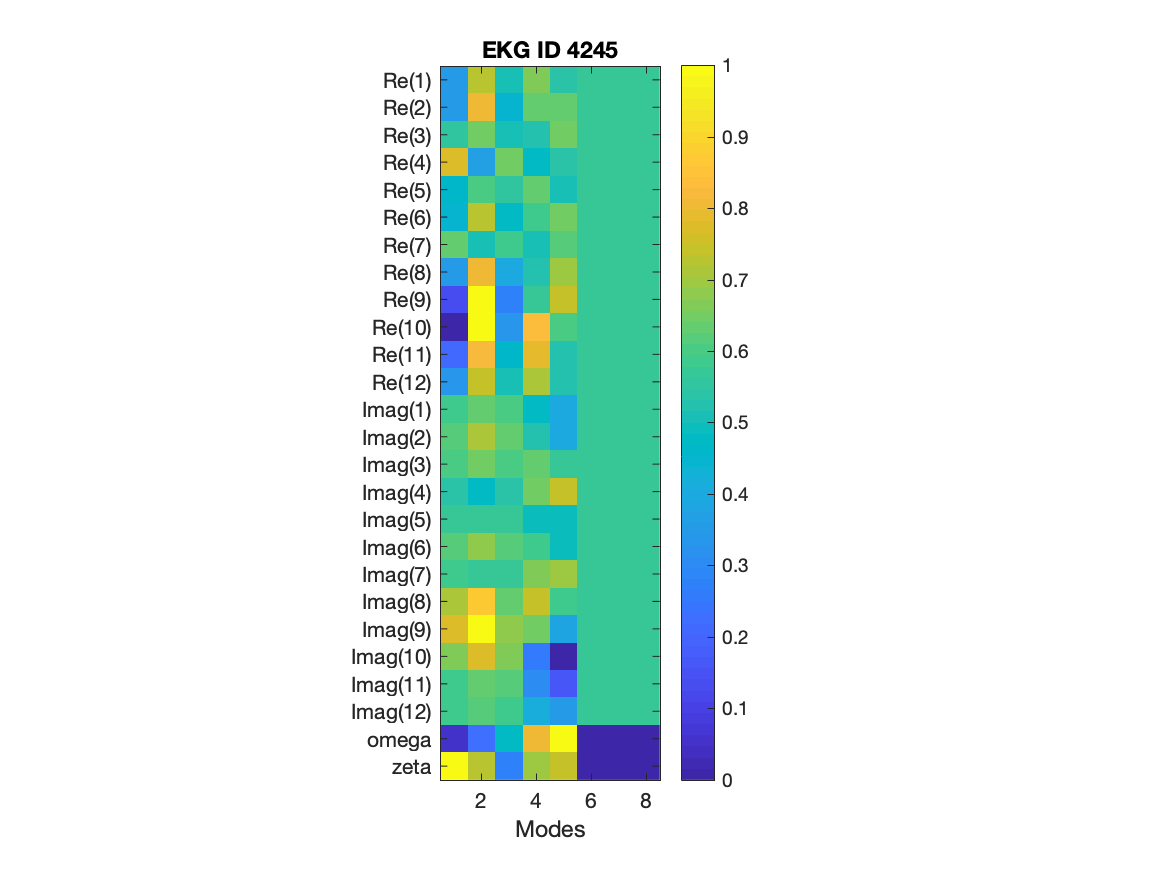 EKG ID 4245
Re(1)
Re(2)
Re(3)
Re(4)
Re(5)
Re(6)
Re(7)
Re(8)
Re(9)
Re(10)
Re(11)
Re(12)
Imag(1)
Imag(2)
Imag(3)
Imag(4)
Imag(5)
Imag(6)
Imag(7)
Imag(8)
Imag(9)
Imag(10)
Imag(11)
Imag(12)
omega
zeta
2 4 6 8
Modes
1
0.9
0.8
0.7
0.6
0.5
0.4
0.3
0.2
0.1
0